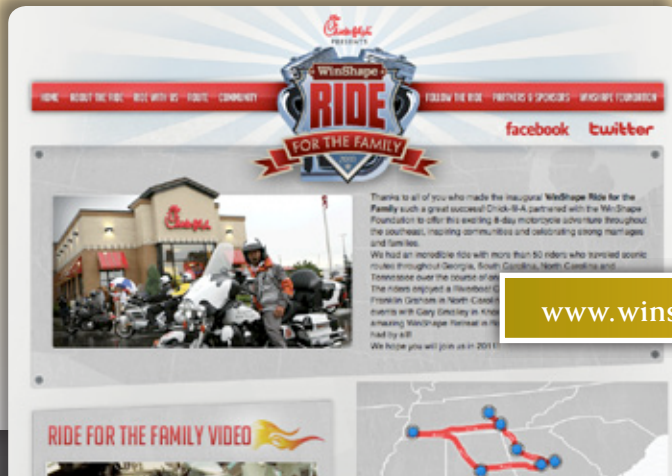 Chick-fil-A
PRESENTS
WinShape
RIDE
FOR THE FAMILY
HOME ABOUT THE RIDE RIDE WITH US ROUTE COMMUNITY FOLLOW THE RIDE PARTNERS & SPONSORS WINSHAPE FOUNDATION
facebook twitter
Chick-fil-A
Thanks to all of you who made the inaugural WinShape Ride for the
Family such a great success! Chick-fil-A partnered with the WinShape
Foundation to offer this exciting 8-day motorcycle adventure throughout
the southeast, inspiring communities and celebrating strong marriages
and families.
We had an incredible ride with more than 50 riders who traveled scenic
routes throughout Georgia, South Carolina, North Carolina and
Tennessee over the course of
The riders enjoyed a Riverboat
Franklin Graham in North
events with Gary Smalley in
amazing WinShape Retreat in
had by all!
We hope you will join us in 2011!
www.wins
RIDE FOR THE FAMILY VIDEO